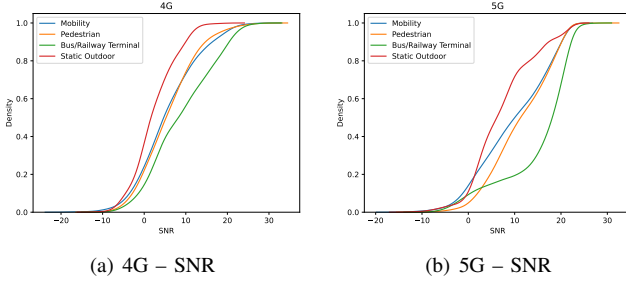 4G
Mobility
Pedestrian
Bus/Railway Terminal
Static Outdoor
1.0
0.8
0.6
0.4
0.2
0.0
Density
−20 −10 0 10 20 30
SNR
(a) 4G – SNR
5G
Mobility
Pedestrian
Bus/Railway Terminal
Static Outdoor
1.0
0.8
0.6
0.4
0.2
0.0
Density
−20 −10 0 10 20 30
SNR
(b) 5G – SNR